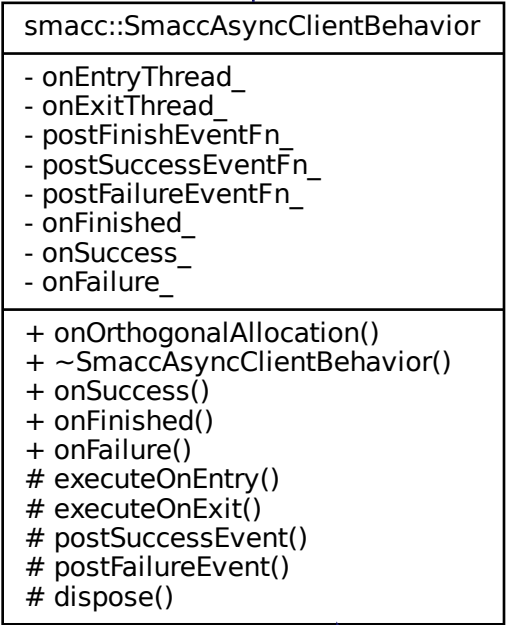 smacc::SmaccAsyncClientBehavior
- onEntryThread_
- onExitThread_
- postFinishEventFn_
- postSuccessEventFn_
- postFailureEventFn_
- onFinished_
- onSuccess_
- onFailure_
+ onOrthogonalAllocation()
+ ~SmaccAsyncClientBehavior()
+ onSuccess()
+ onFinished()
+ onFailure()
# executeOnEntry()
# executeOnExit()
# postSuccessEvent()
# postFailureEvent()
# dispose()